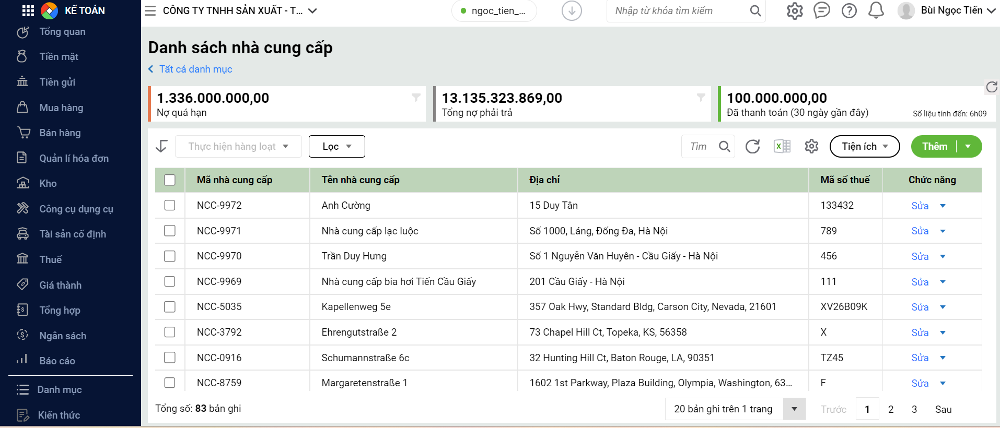 KẾ TOÁN
CÔNG TY TNHH SẢN XUẤT - T...
ngoc_tien_...
Nhập từ khóa tìm kiếm
Bùi Ngọc Tiến
Tổng quan
Tiền mặt
Tiền gửi
Mua hàng
Bán hàng
Quản lí hóa đơn
Kho
Công cụ dụng cụ
Tài sản cố định
Thuế
Giá thành
Tổng hợp
Ngân sách
Báo cáo
Danh mục
Kiến thức
Danh sách nhà cung cấp
Tất cả danh mục
1.336.000.000,00
Nợ quá hạn
13.135.323.869,00
Tổng nợ phải trả
100.000.000,00
Đã thanh toán (30 ngày gần đây)
Số liệu tính đến: 6h09
Thực hiện hàng loạt
Lọc
Tìm
Tiện ích
Thêm
Mã nhà cung cấp Tên nhà cung cấp Địa chỉ Mã số thuế Chức năng
NCC-9972 Anh Cường 15 Duy Tân 133432 Sửa
NCC-9971 Nhà cung cấp lạc luộc Số 1000, Láng, Đống Đa, Hà Nội 789 Sửa
NCC-9970 Trần Duy Hưng Số 1 Nguyễn Văn Huyên - Cầu Giấy - Hà Nội 456 Sửa
NCC-9969 Nhà cung cấp bia hơi Tiến Cầu Giấy 201 Cầu Giấy - Hà Nội 111 Sửa
NCC-5035 Kapellenweg 5e 357 Oak Hwy, Standard Bldg, Carson City, Nevada, 21601 XV26B09K Sửa
NCC-3792 Ehrengutstraße 2 73 Chapel Hill Ct, Topeka, KS, 56358 X Sửa
NCC-0916 Schumannstraße 6c 32 Hunting Hill Ct, Baton Rouge, LA, 90351 TZ45 Sửa
NCC-8759 Margaretenstraße 1 1602 1st Parkway, Plaza Building, Olympia, Washington, 63... F Sửa
Tổng số: 83 bản ghi
20 bản ghi trên 1 trang
Trước 1 2 3 Sau